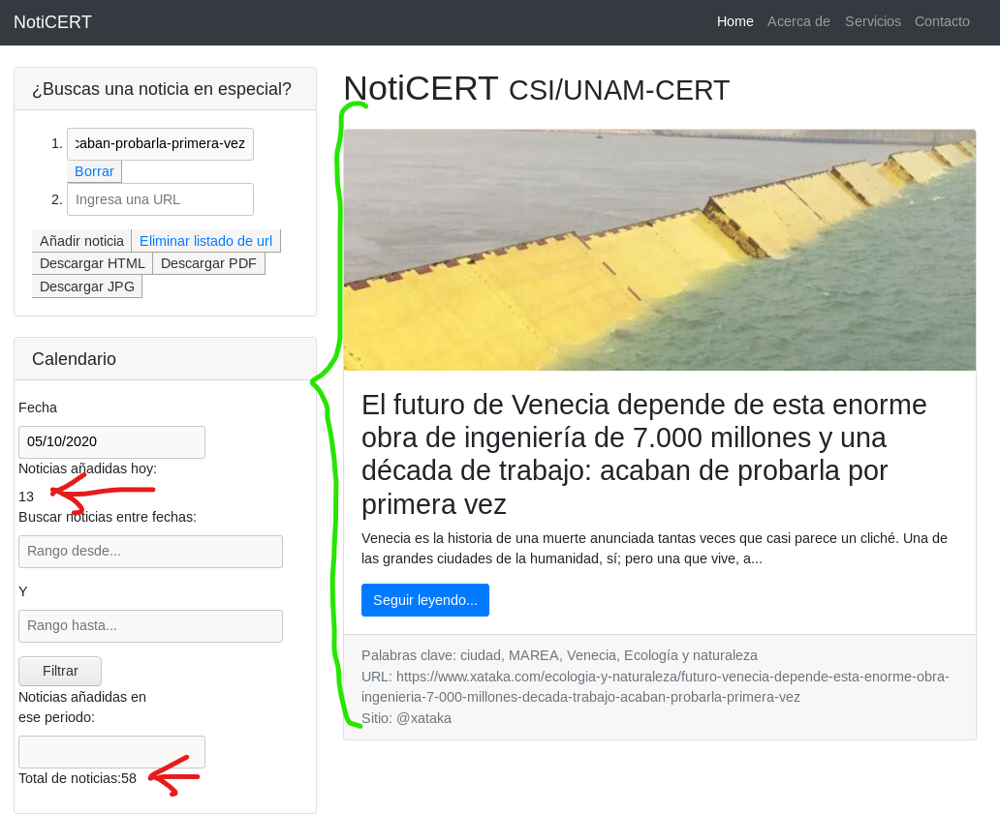 NotiCERT
Home Acerca de Servicios Contacto
¿Buscas una noticia en especial?
1. caban-probarla-primera-vez
Borrar
2. Ingresa una URL
Añadir noticia Eliminar listado de url
Descargar HTML Descargar PDF
Descargar JPG
Calendario
Fecha
05/10/2020
Noticias añadidas hoy:
13
Buscar noticias entre fechas:
Rango desde...
Y
Rango hasta...
Filtrar
Noticias añadidas en
ese periodo:
Total de noticias:58
NotiCERT CSI/UNAM-CERT
El futuro de Venecia depende de esta enorme
obra de ingeniería de 7.000 millones y una
década de trabajo: acaban de probarla por
primera vez
Venecia es la historia de una muerte anunciada tantas veces que casi parece un cliché. Una de
las grandes ciudades de la humanidad, sí; pero una que vive, a...
Seguir leyendo...
Palabras clave: ciudad, MAREA, Venecia, Ecología y naturaleza
URL: https://www.xataka.com/ecologia-y-naturaleza/futuro-venecia-depende-esta-enorme-obra-
ingenieria-7-000-millones-decada-trabajo-acaban-probarla-primera-vez
Sitio: @xataka